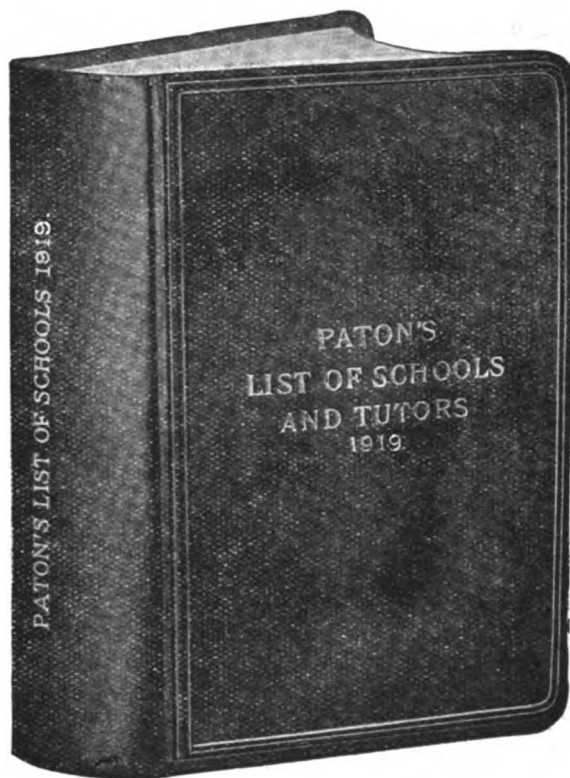 PATON'S LIST OF SCHOOLS 1919.
PATON'S
LIST OF SCHOOLS
AND TUTORS
1919.